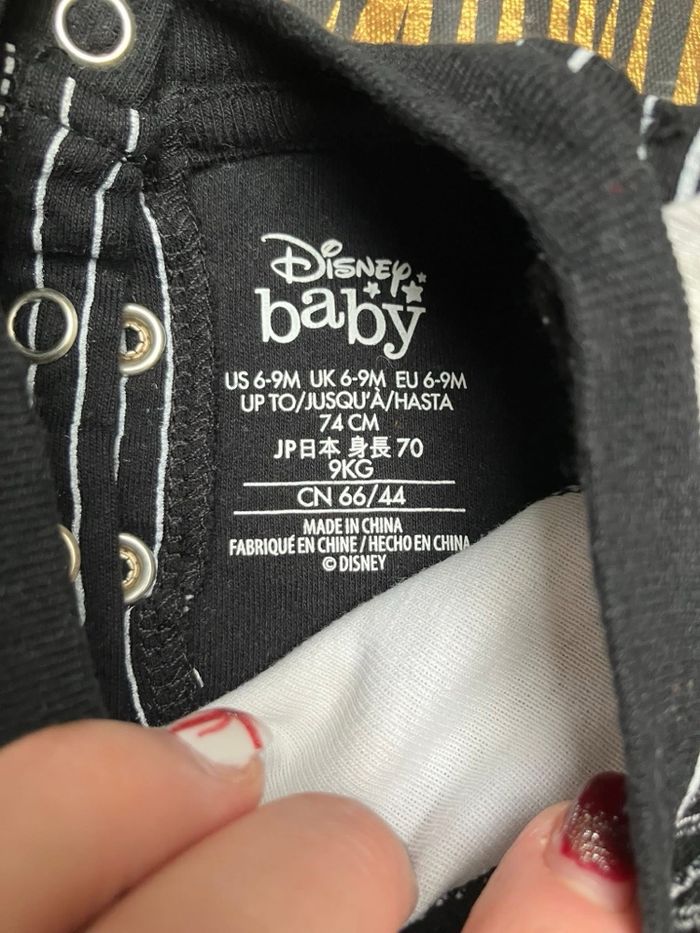 Disney
baby
US 6-9M UK 6-9M EU 6-9M
UP TO/JUSQU'À/HASTA
74 CM
JP日本 身長 70
9KG
CN 66/44
MADE IN CHINA
FABRIQUÉ EN CHINE / HECHO EN CHINA
© DISNEY